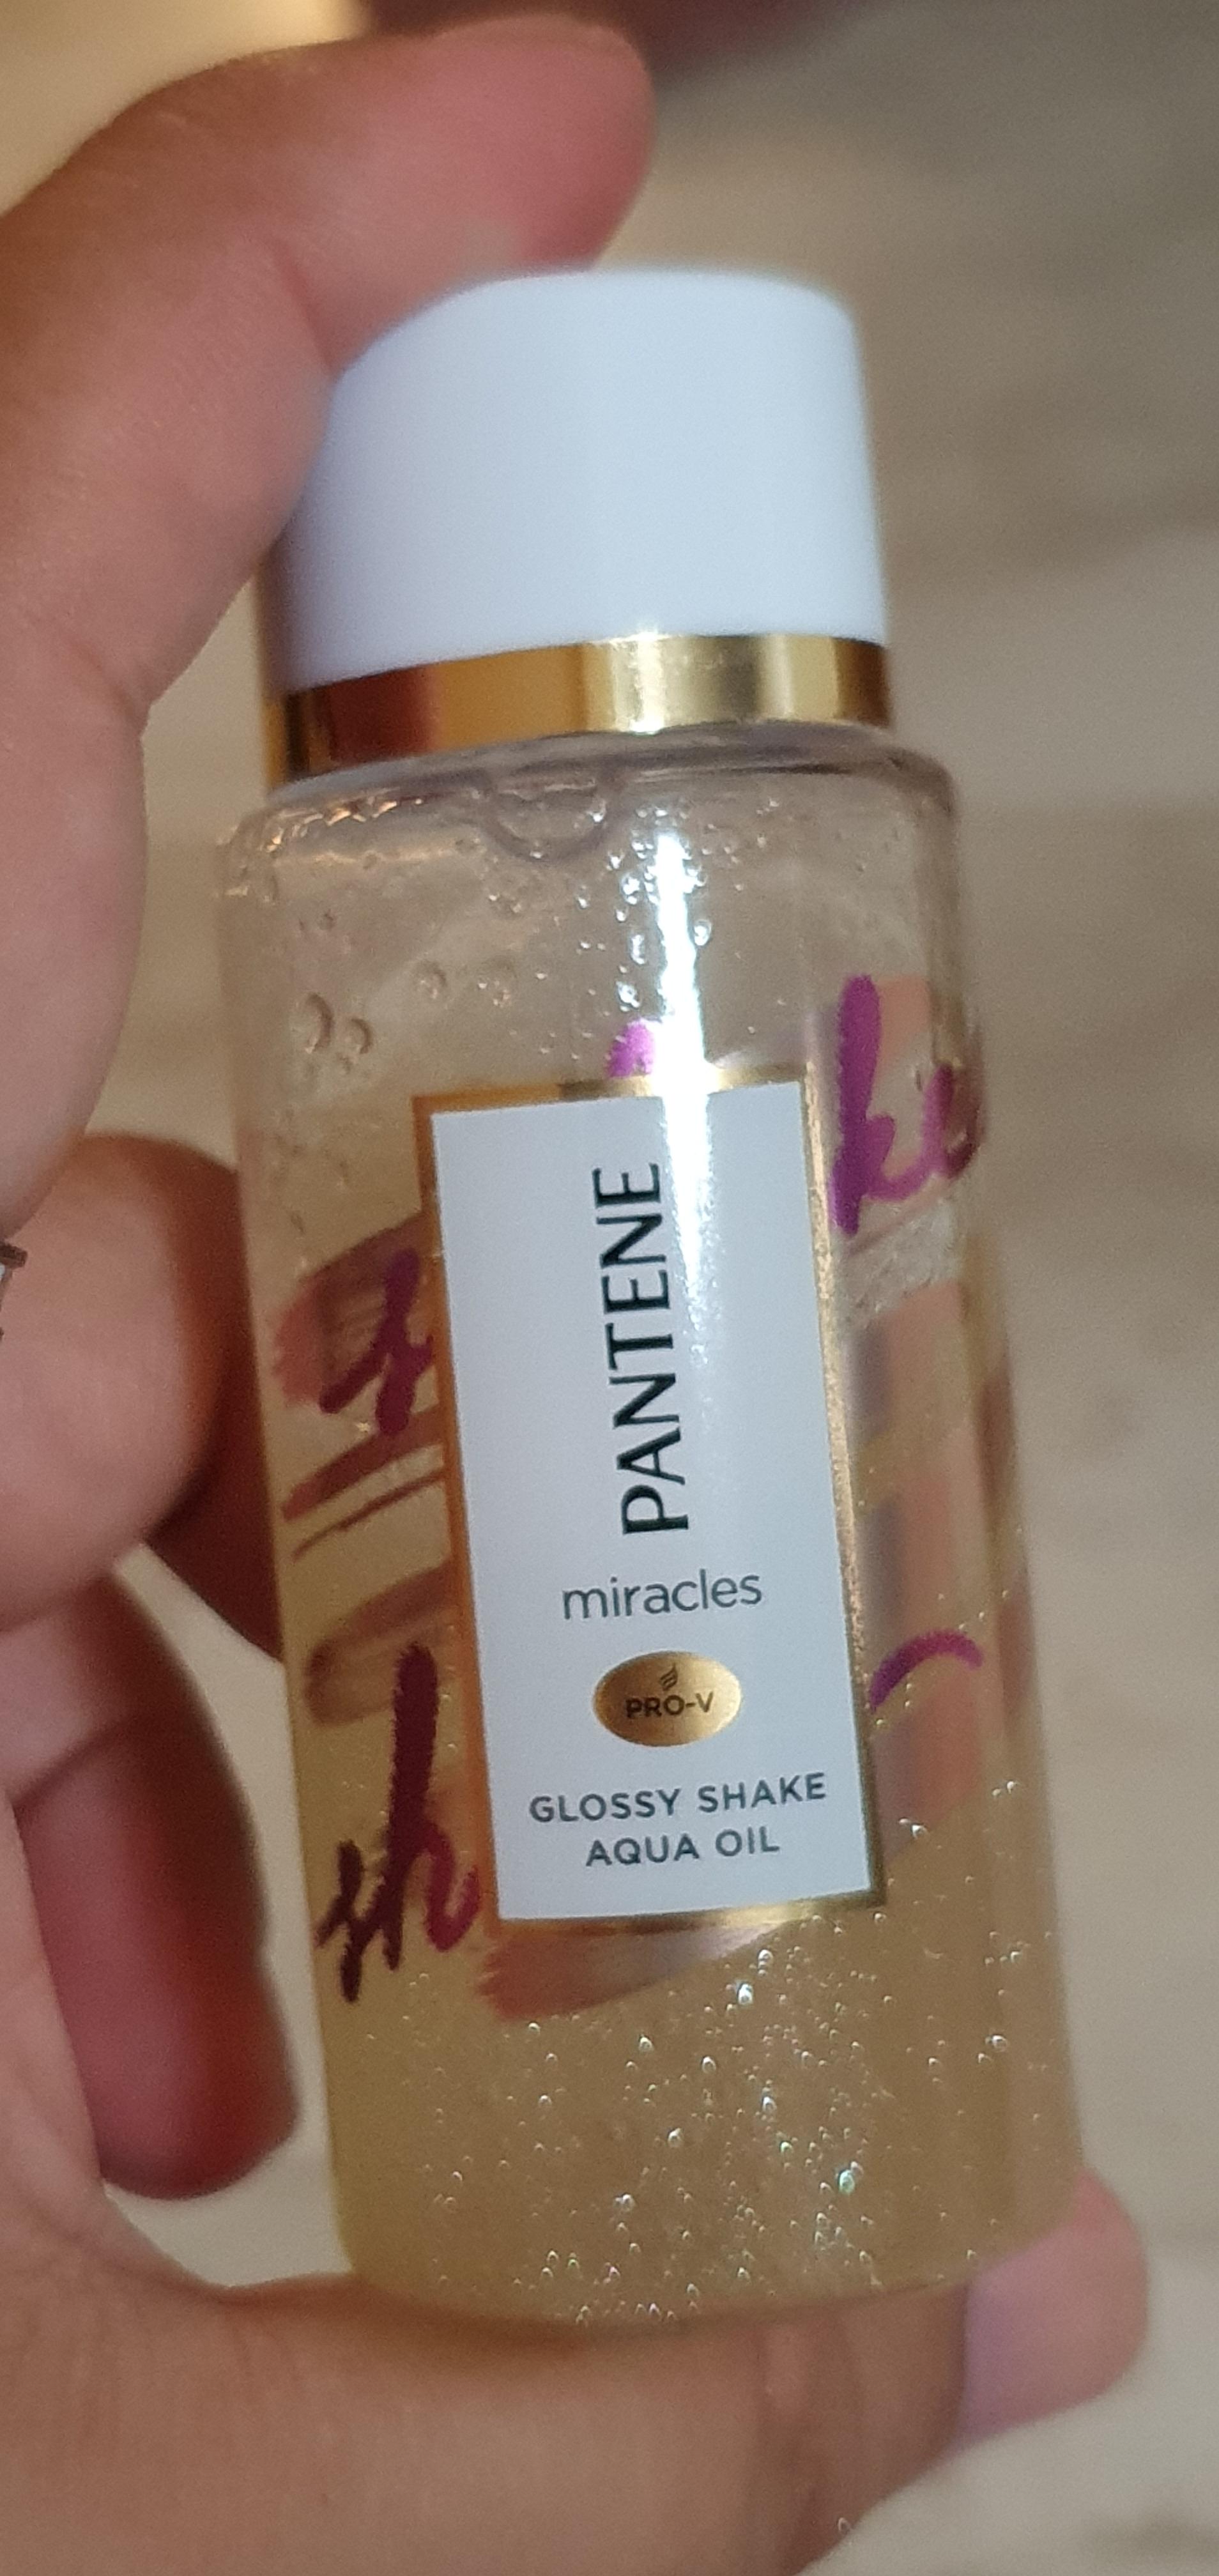 PANTENE
miracles
PRO-V
GLOSSY SHAKE
AQUA OIL